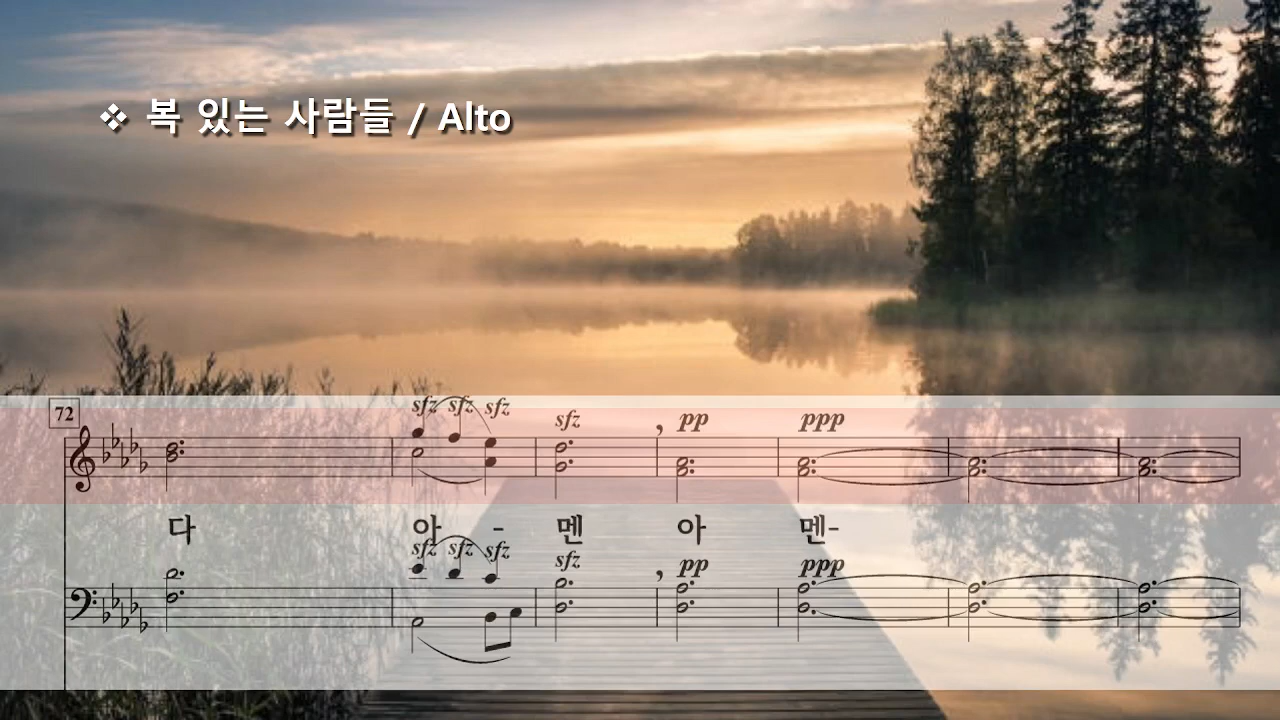 ❖ 복 있는 사람들 / Alto
72
sfz sfz sfz sfz , pp ppp
다 아 - 멘 아 멘-
sfz sfz sfz sfz , pp ppp